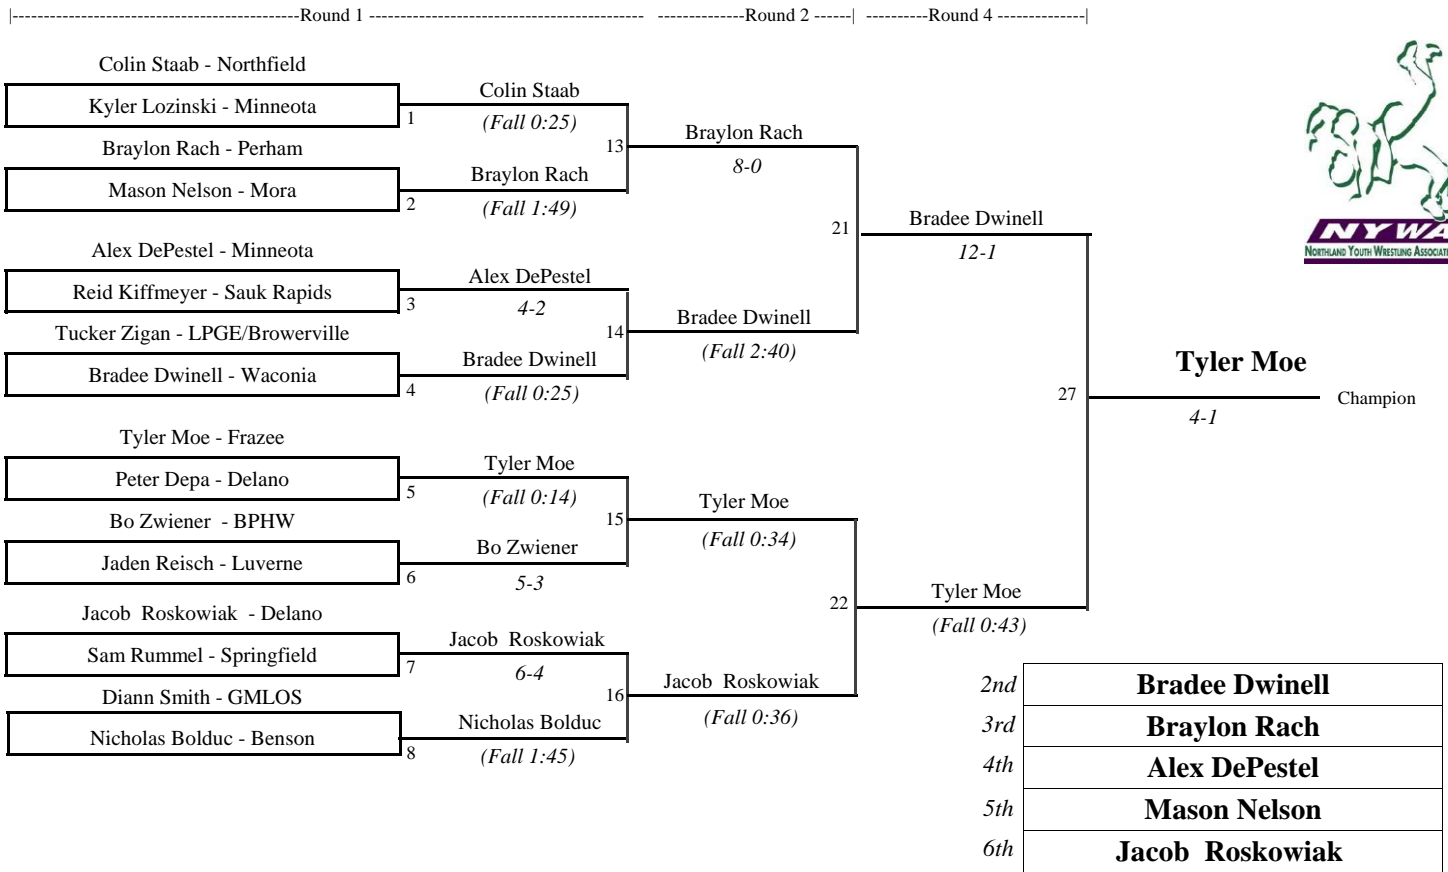 |--------------------------------------------Round 1 ------------------------------------------ --------------Round 2 ------| ----------Round 4 --------------|
Colin Staab - Northfield
Kyler Lozinski - Minneota
1
Braylon Rach - Perham
Mason Nelson - Mora
2
Alex DePestel - Minneota
Reid Kiffmeyer - Sauk Rapids
3
Tucker Zigan - LPGE/Browerville
Bradee Dwinell - Waconia
4
Tyler Moe - Frazee
Peter Depa - Delano
5
Bo Zwiener  - BPHW
Jaden Reisch - Luverne
6
Jacob  Roskowiak  - Delano
Sam Rummel - Springfield
7
Diann Smith - GMLOS
Nicholas Bolduc - Benson
8
Colin Staab
(Fall 0:25)
13
Braylon Rach
(Fall 1:49)
Alex DePestel
4-2
14
Bradee Dwinell
(Fall 0:25)
Tyler Moe
(Fall 0:14)
15
Bo Zwiener
5-3
Jacob  Roskowiak
6-4
16
Nicholas Bolduc
(Fall 1:45)
Braylon Rach
8-0
21
Bradee Dwinell
(Fall 2:40)
Tyler Moe
(Fall 0:34)
22
Jacob  Roskowiak
(Fall 0:36)
Bradee Dwinell
12-1
27
Tyler Moe
(Fall 0:43)
NYWA
NORTHLAND YOUTH WRESTLING
Tyler Moe
Champion
4-1
2nd Bradee Dwinell
3rd Braylon Rach
4th Alex DePestel
5th Mason Nelson
6th Jacob  Roskowiak